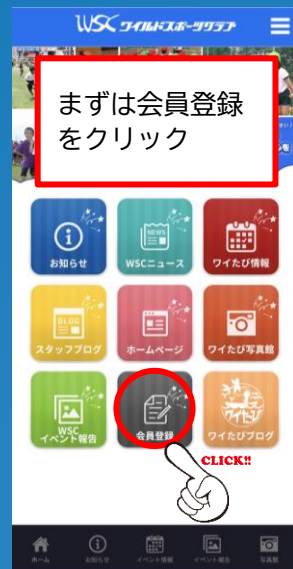 WSC ワイルドスポーツクラブ
まずは会員登録
をクリック
お知らせ
NEWS
WSCニュース
ワイたび情報
BLOG
スタッフブログ
ホームページ
ワイたび写真館
WSC
イベント報告
会員登録
ワイたび
ワイたびブログ
CLICK!!
ホーム
お知らせ
イベント情報
イベント報告
写真館